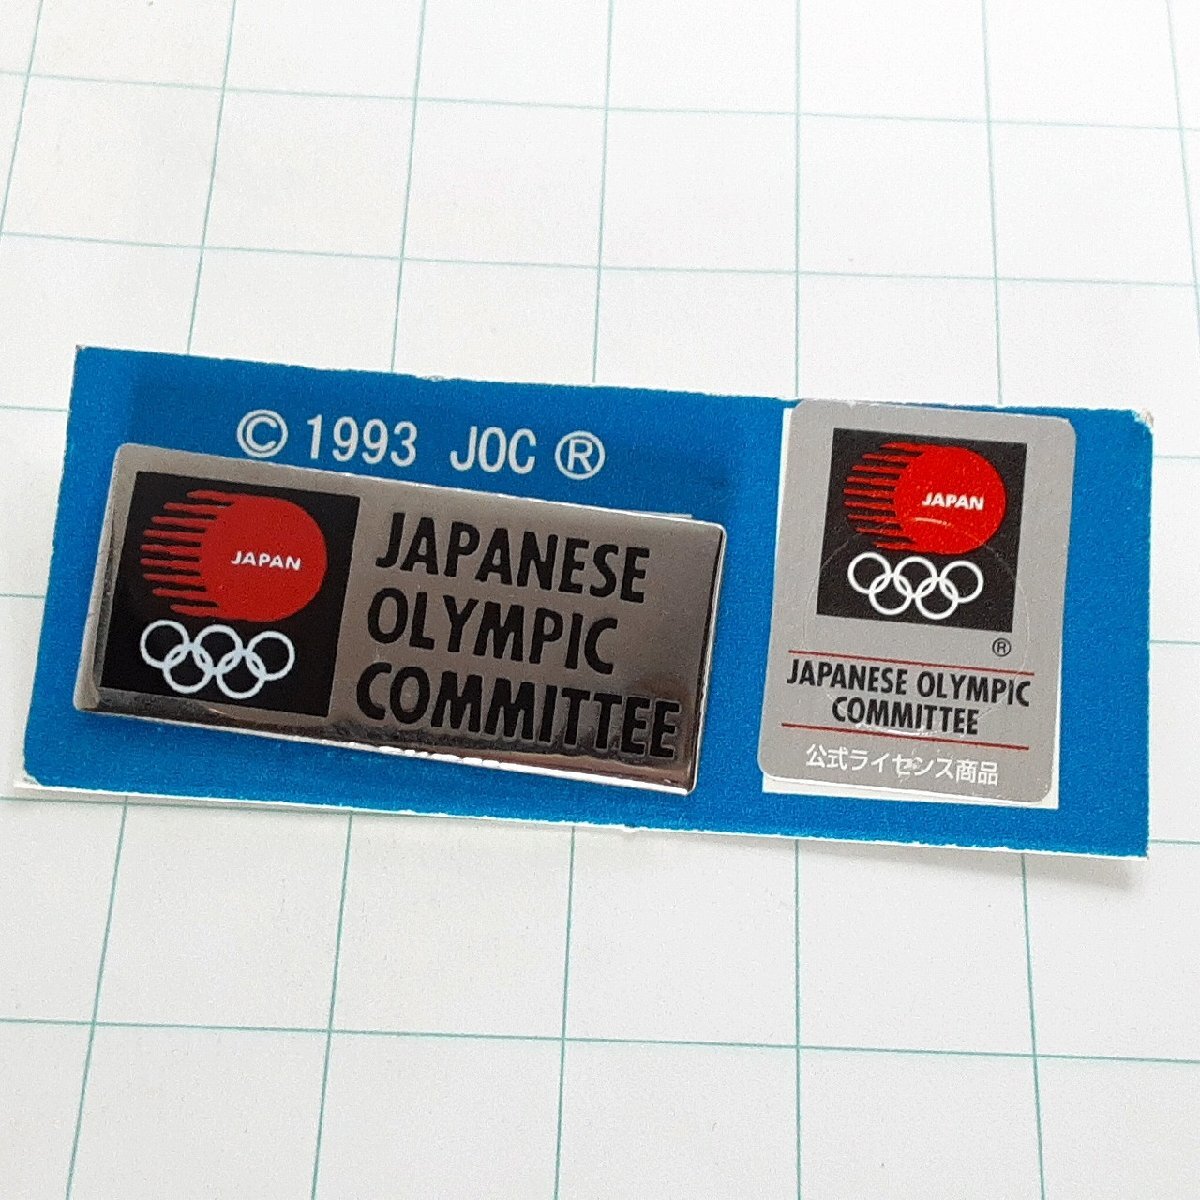 © 1993 JOC ®
JAPAN
JAPANESE
OLYMPIC
COMMITTEE
JAPAN
®
JAPANESE OLYMPIC
COMMITTEE
公式ライセンス商品